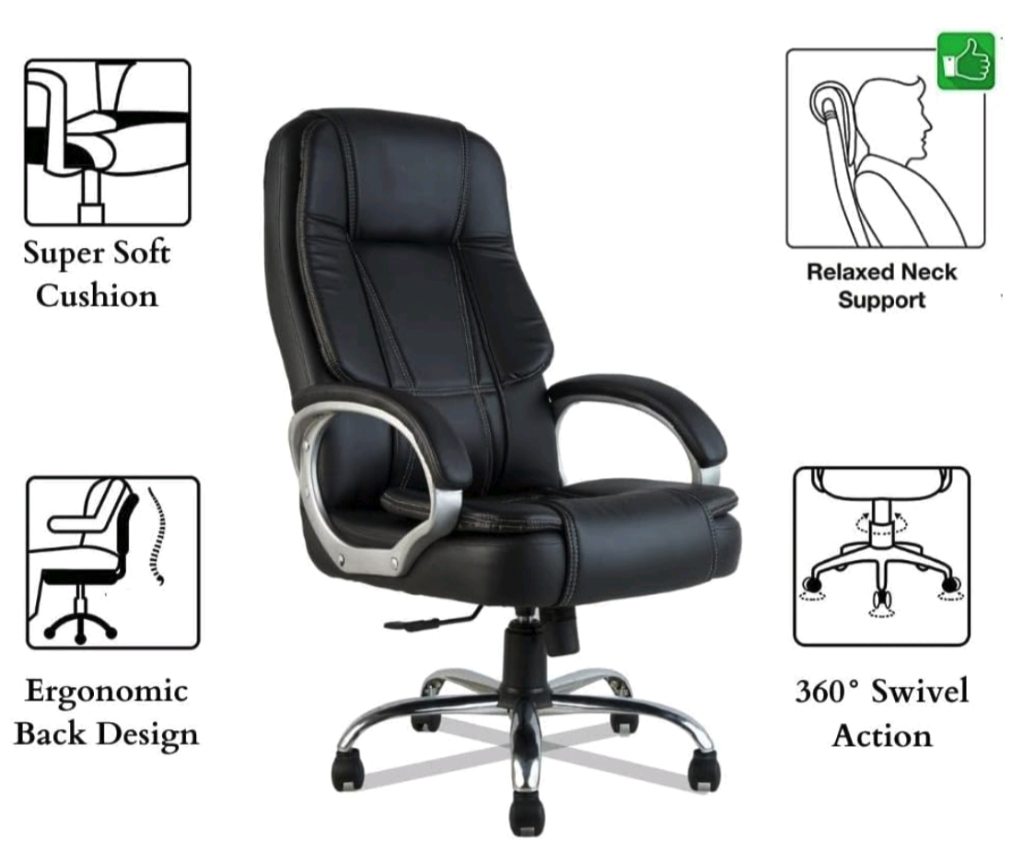 Super Soft
Cushion
Relaxed Neck
Support
Ergonomic
Back Design
360° Swivel
Action